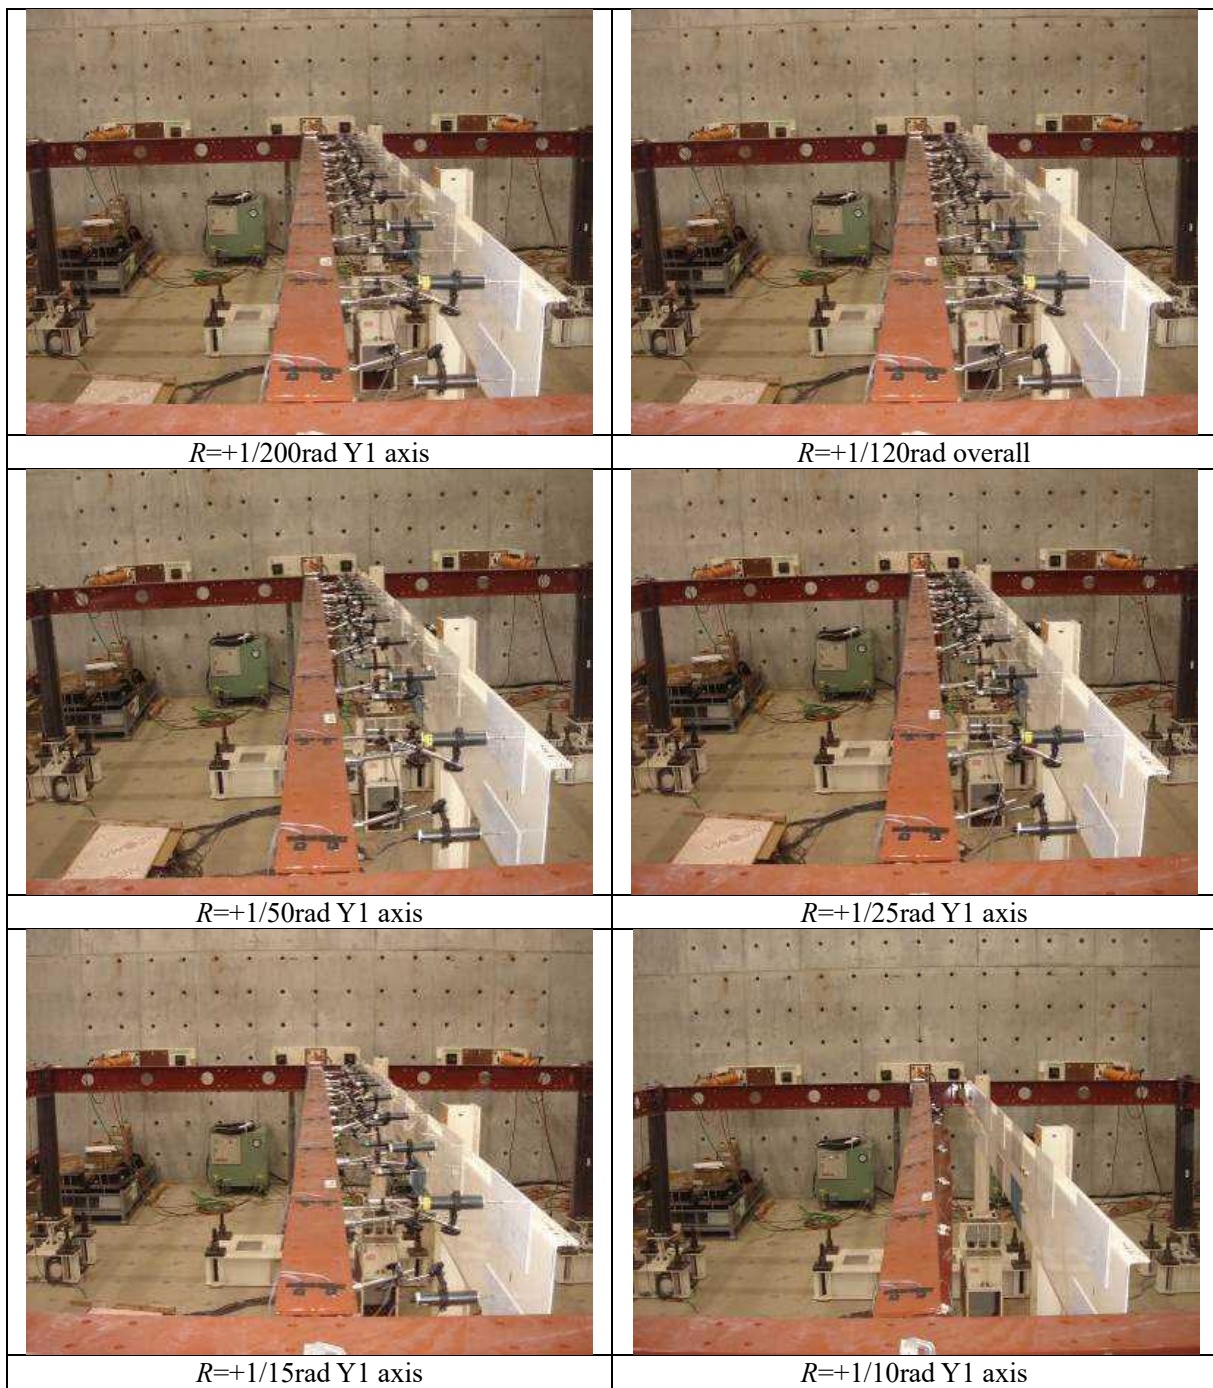 R=+1/200rad Y1 axis
R=+1/120rad overall
R=+1/50rad Y1 axis
R=+1/25rad Y1 axis
R=+1/15rad Y1 axis
R=+1/10rad Y1 axis